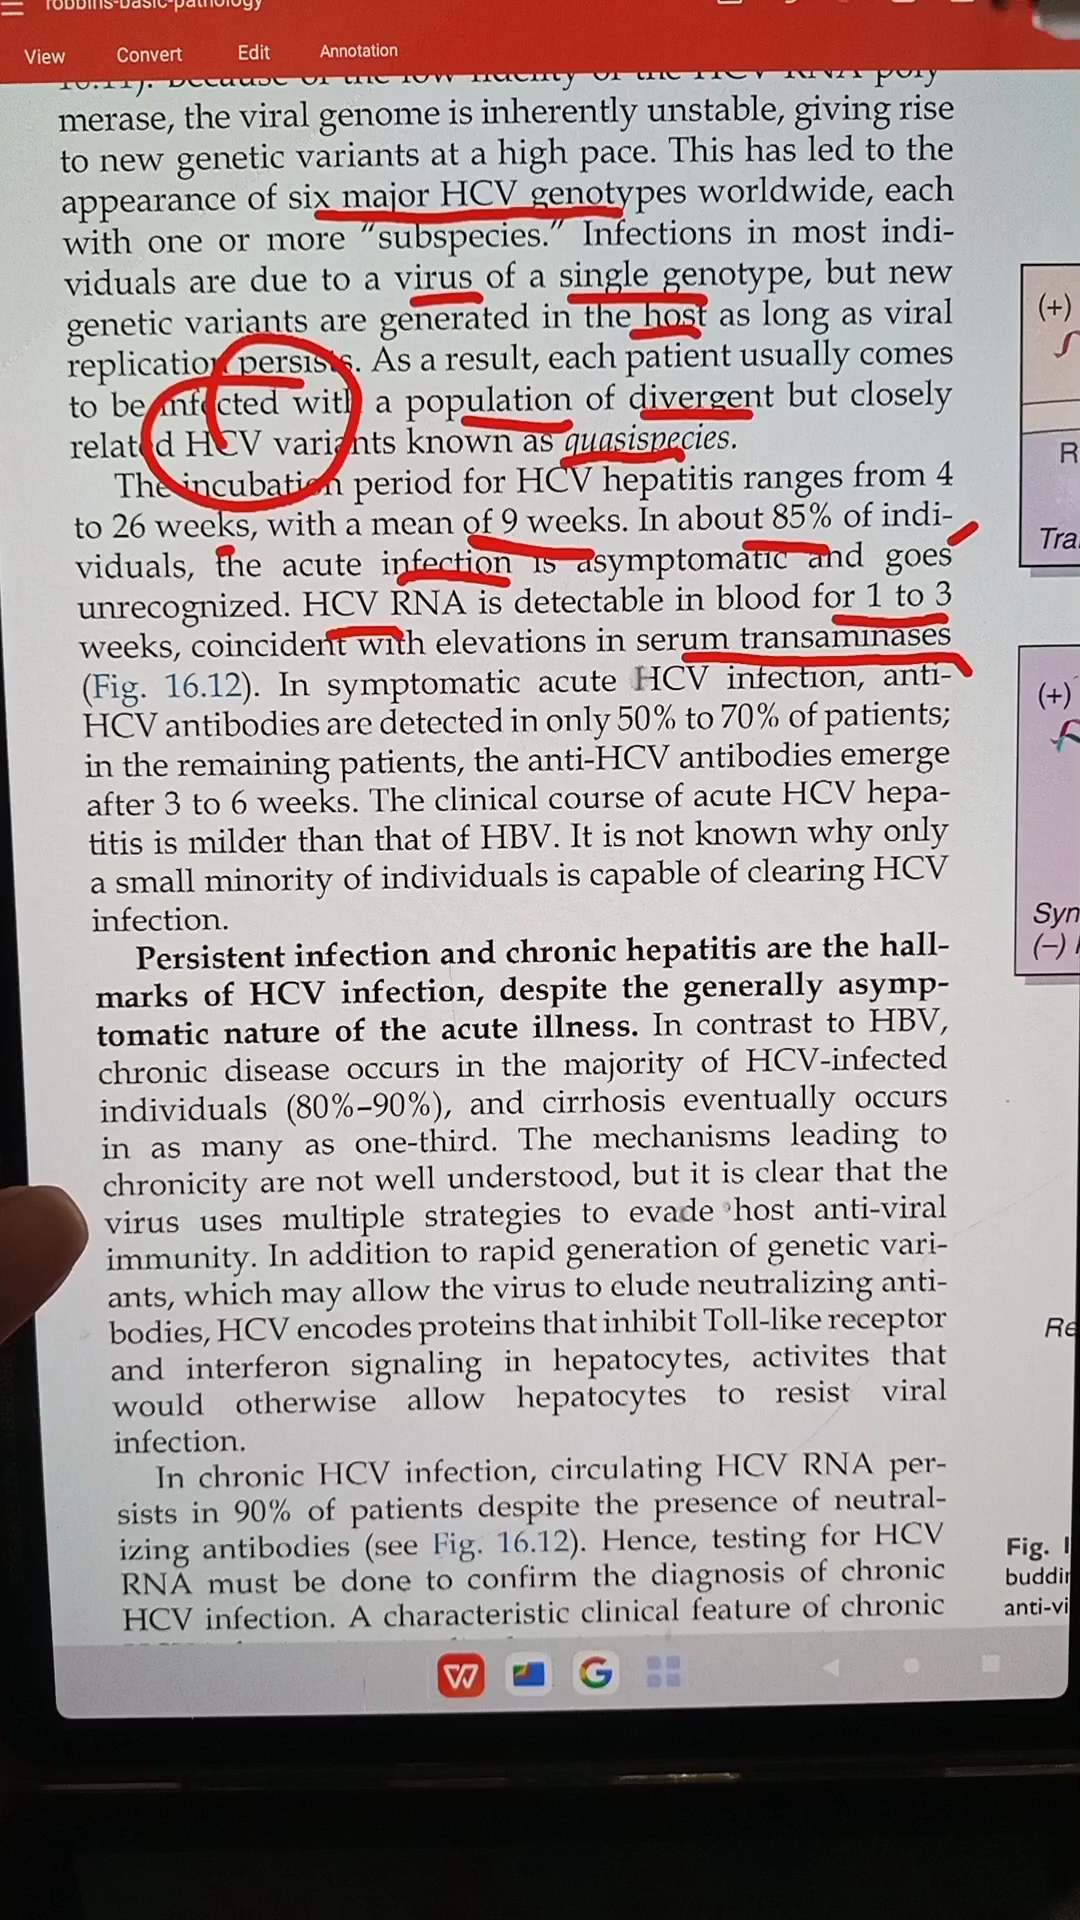 robbins-basic-pathology
View Convert Edit Annotation
16.11). Because of the low fidelity of the HCV RNA poly
merase, the viral genome is inherently unstable, giving rise
to new genetic variants at a high pace. This has led to the
appearance of six major HCV genotypes worldwide, each
with one or more “subspecies.” Infections in most indi-
viduals are due to a virus of a single genotype, but new
genetic variants are generated in the host as long as viral
replication persists. As a result, each patient usually comes
to be infected with a population of divergent but closely
related HCV variants known as quasispecies.
The incubation period for HCV hepatitis ranges from 4
to 26 weeks, with a mean of 9 weeks. In about 85% of indi-
viduals, the acute infection is asymptomatic and goes
unrecognized. HCV RNA is detectable in blood for 1 to 3
weeks, coincident with elevations in serum transaminases
(Fig. 16.12). In symptomatic acute HCV infection, anti-
HCV antibodies are detected in only 50% to 70% of patients;
in the remaining patients, the anti-HCV antibodies emerge
after 3 to 6 weeks. The clinical course of acute HCV hepa-
titis is milder than that of HBV. It is not known why only
a small minority of individuals is capable of clearing HCV
infection.
Persistent infection and chronic hepatitis are the hall-
marks of HCV infection, despite the generally asymp-
tomatic nature of the acute illness. In contrast to HBV,
chronic disease occurs in the majority of HCV-infected
individuals (80%–90%), and cirrhosis eventually occurs
in as many as one-third. The mechanisms leading to
chronicity are not well understood, but it is clear that the
virus uses multiple strategies to evade host anti-viral
immunity. In addition to rapid generation of genetic vari-
ants, which may allow the virus to elude neutralizing anti-
bodies, HCV encodes proteins that inhibit Toll-like receptor
and interferon signaling in hepatocytes, activites that
would otherwise allow hepatocytes to resist viral
infection.
In chronic HCV infection, circulating HCV RNA per-
sists in 90% of patients despite the presence of neutral-
izing antibodies (see Fig. 16.12). Hence, testing for HCV
RNA must be done to confirm the diagnosis of chronic
HCV infection. A characteristic clinical feature of chronic
(+)
R
Tra
(+)
Syn
(–)
Re
Fig. 1
buddin
anti-vi